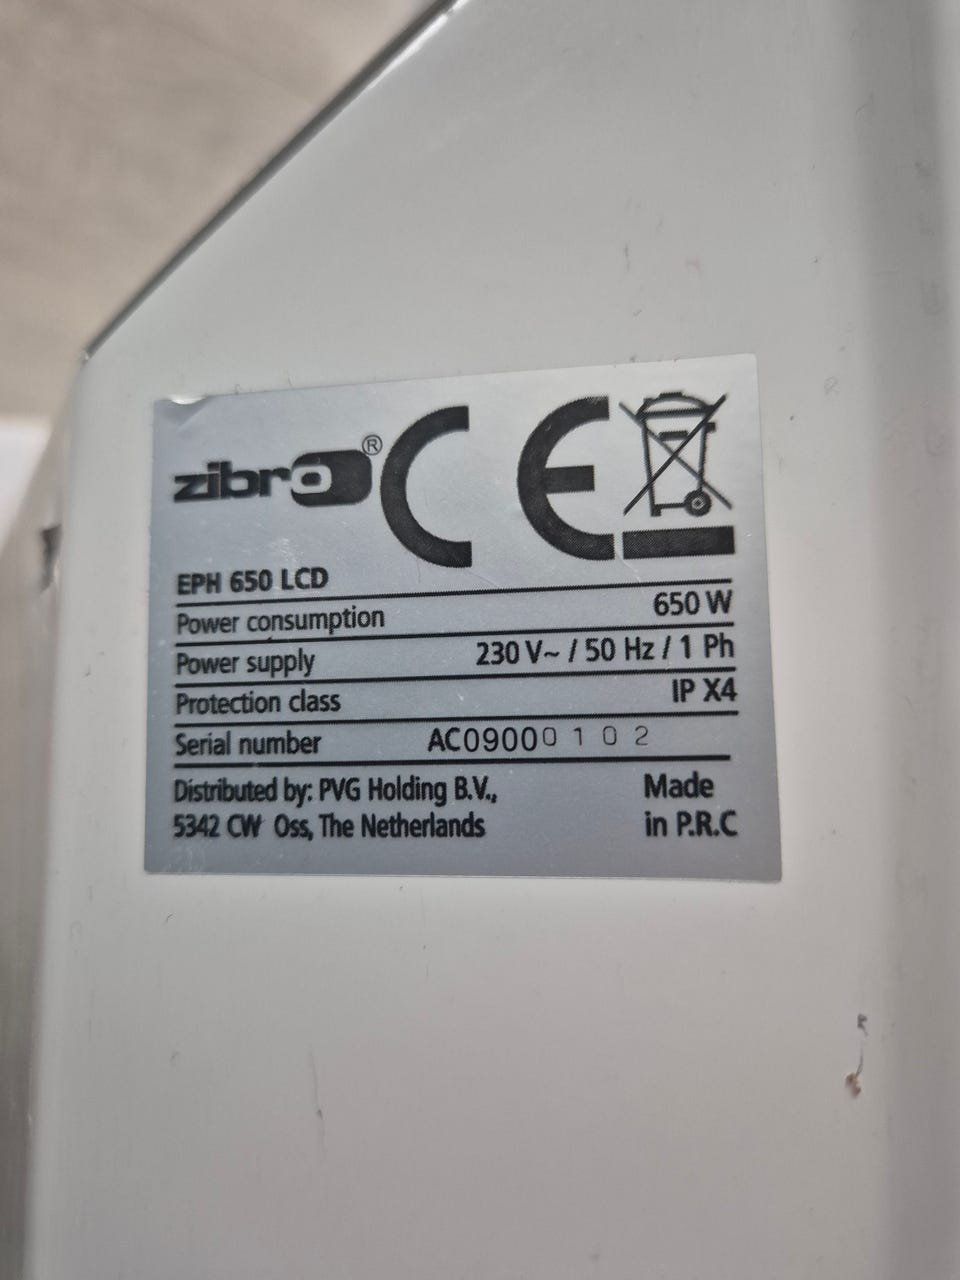 zibro®
CE
EPH 650 LCD
Power consumption 650 W
Power supply 230 V~ / 50 Hz / 1 Ph
Protection class IP X4
Serial number AC09000102
Distributed by: PVG Holding B.V., Made
5342 CW Oss, The Netherlands in P.R.C